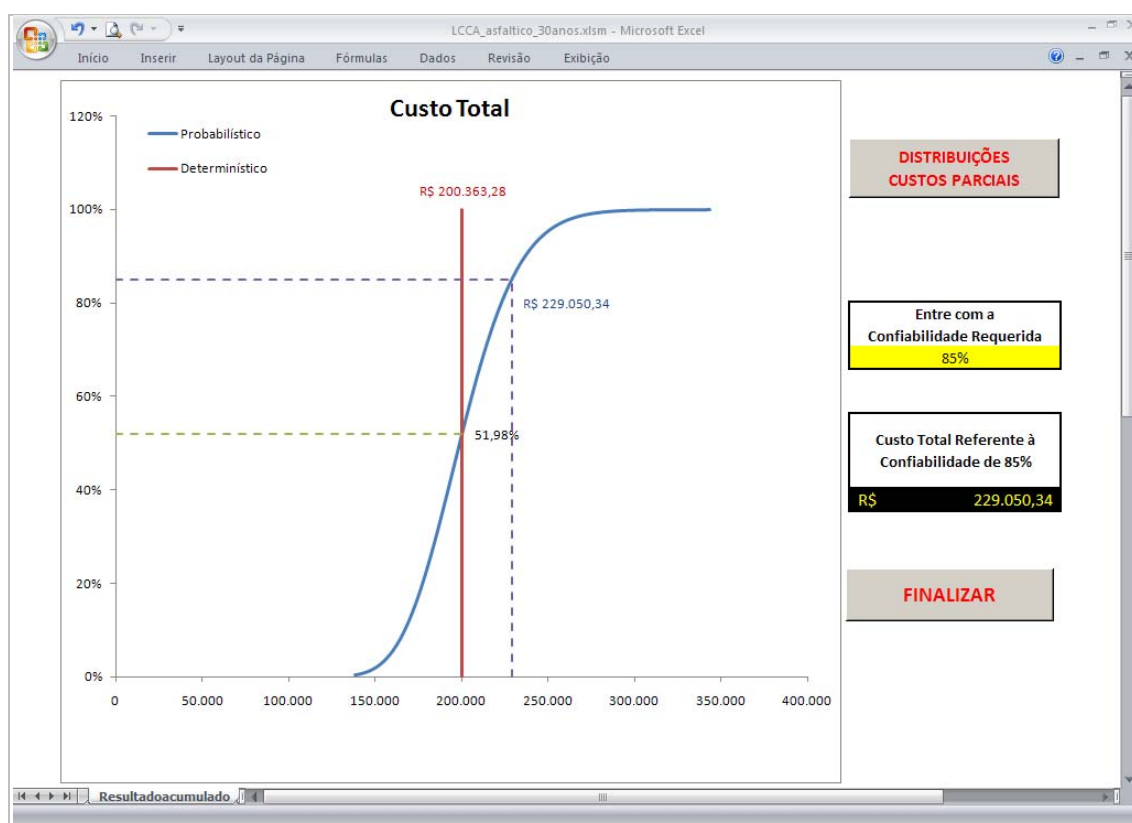 LCCA_asfaltico_30anos.xlsm - Microsoft Excel
Início Inserir Layout da Página Fórmulas Dados Revisão Exibição
Custo Total
Probabilístico
Determinístico
R$ 200.363,28
R$ 229.050,34
51,98%
120%
100%
80%
60%
40%
20%
0%
0 50.000 100.000 150.000 200.000 250.000 300.000 350.000 400.000
DISTRIBUIÇÕES
CUSTOS PARCIAIS
Entre com a
Confiabilidade Requerida
85%
Custo Total Referente à
Confiabilidade de 85%
R$ 229.050,34
FINALIZAR
Resultadoacumulado